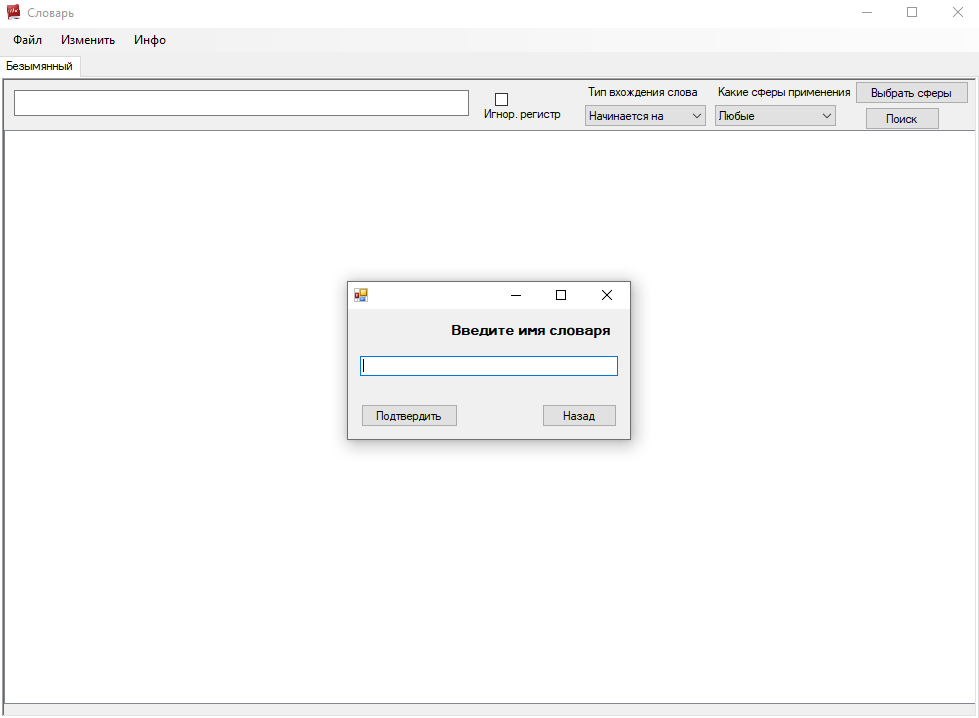 Словарь
Файл Изменить Инфо
Безымянный
Игнор. регистр
Тип вхождения слова
Начинается на
Какие сферы применения
Любые
Выбрать сферы
Поиск
Введите имя словаря
Подтвердить Назад